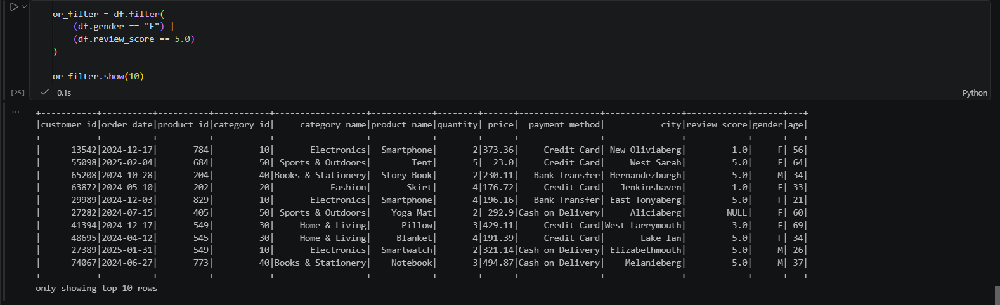 or_filter = df.filter(
    (df.gender == "F") |
    (df.review_score == 5.0)
)
or_filter.show(10)
[25] 0.1s Python
...
+-----------+----------+----------+-----------+------------------+------------+--------+------+----------------+---------------+------------+------+---+
|customer_id|order_date|product_id|category_id|     category_name|product_name|quantity| price|  payment_method|           city|review_score|gender|age|
+-----------+----------+----------+-----------+------------------+------------+--------+------+----------------+---------------+------------+------+---+
|      13542|2024-12-17|       784|         10|       Electronics|  Smartphone|       2|373.36|     Credit Card| New Oliviaberg|         1.0|     F| 56|
|      55098|2025-02-04|       684|         50| Sports & Outdoors|        Tent|       5|  23.0|     Credit Card|     West Sarah|         5.0|     F| 64|
|      65208|2024-10-28|       204|         40|Books & Stationery|  Story Book|       2|230.11|   Bank Transfer| Hernandezburgh|         5.0|     M| 34|
|      63872|2024-05-10|       202|         20|           Fashion|       Skirt|       4|176.72|     Credit Card|   Jenkinshaven|         1.0|     F| 33|
|      29989|2024-12-03|       829|         10|       Electronics|  Smartphone|       4|196.16|   Bank Transfer| East Tonyaberg|         5.0|     F| 21|
|      27282|2024-07-15|       405|         50| Sports & Outdoors|    Yoga Mat|       2| 292.9|Cash on Delivery|     Aliciaberg|        NULL|     F| 60|
|      41394|2024-12-17|       549|         30|     Home & Living|      Pillow|       3|429.11|     Credit Card|West Larrymouth|         3.0|     F| 69|
|      48695|2024-04-12|       545|         30|     Home & Living|     Blanket|       4|191.39|     Credit Card|       Lake Ian|         5.0|     F| 34|
|      27389|2025-01-31|       549|         10|       Electronics|  Smartwatch|       2|321.14|Cash on Delivery| Elizabethmouth|         5.0|     M| 26|
|      74067|2024-06-27|       773|         40|Books & Stationery|    Notebook|       3|494.87|Cash on Delivery|    Melanieberg|         5.0|     M| 37|
+-----------+----------+----------+-----------+------------------+------------+--------+------+----------------+---------------+------------+------+---+
only showing top 10 rows